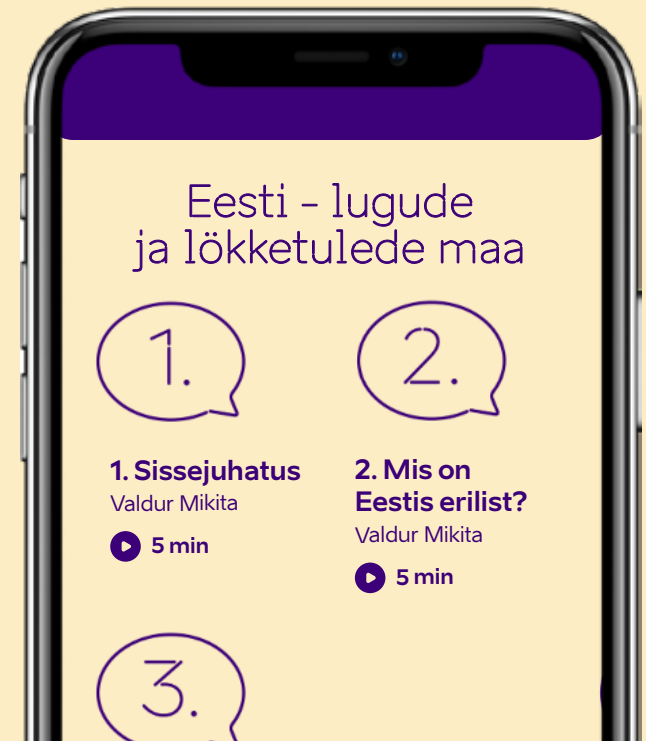 Eesti - lugude
ja lökketulede maa
1.
2.
1. Sissejuhatus
Valdur Mikita
5 min
2. Mis on
Eestis erilist?
Valdur Mikita
5 min
3.